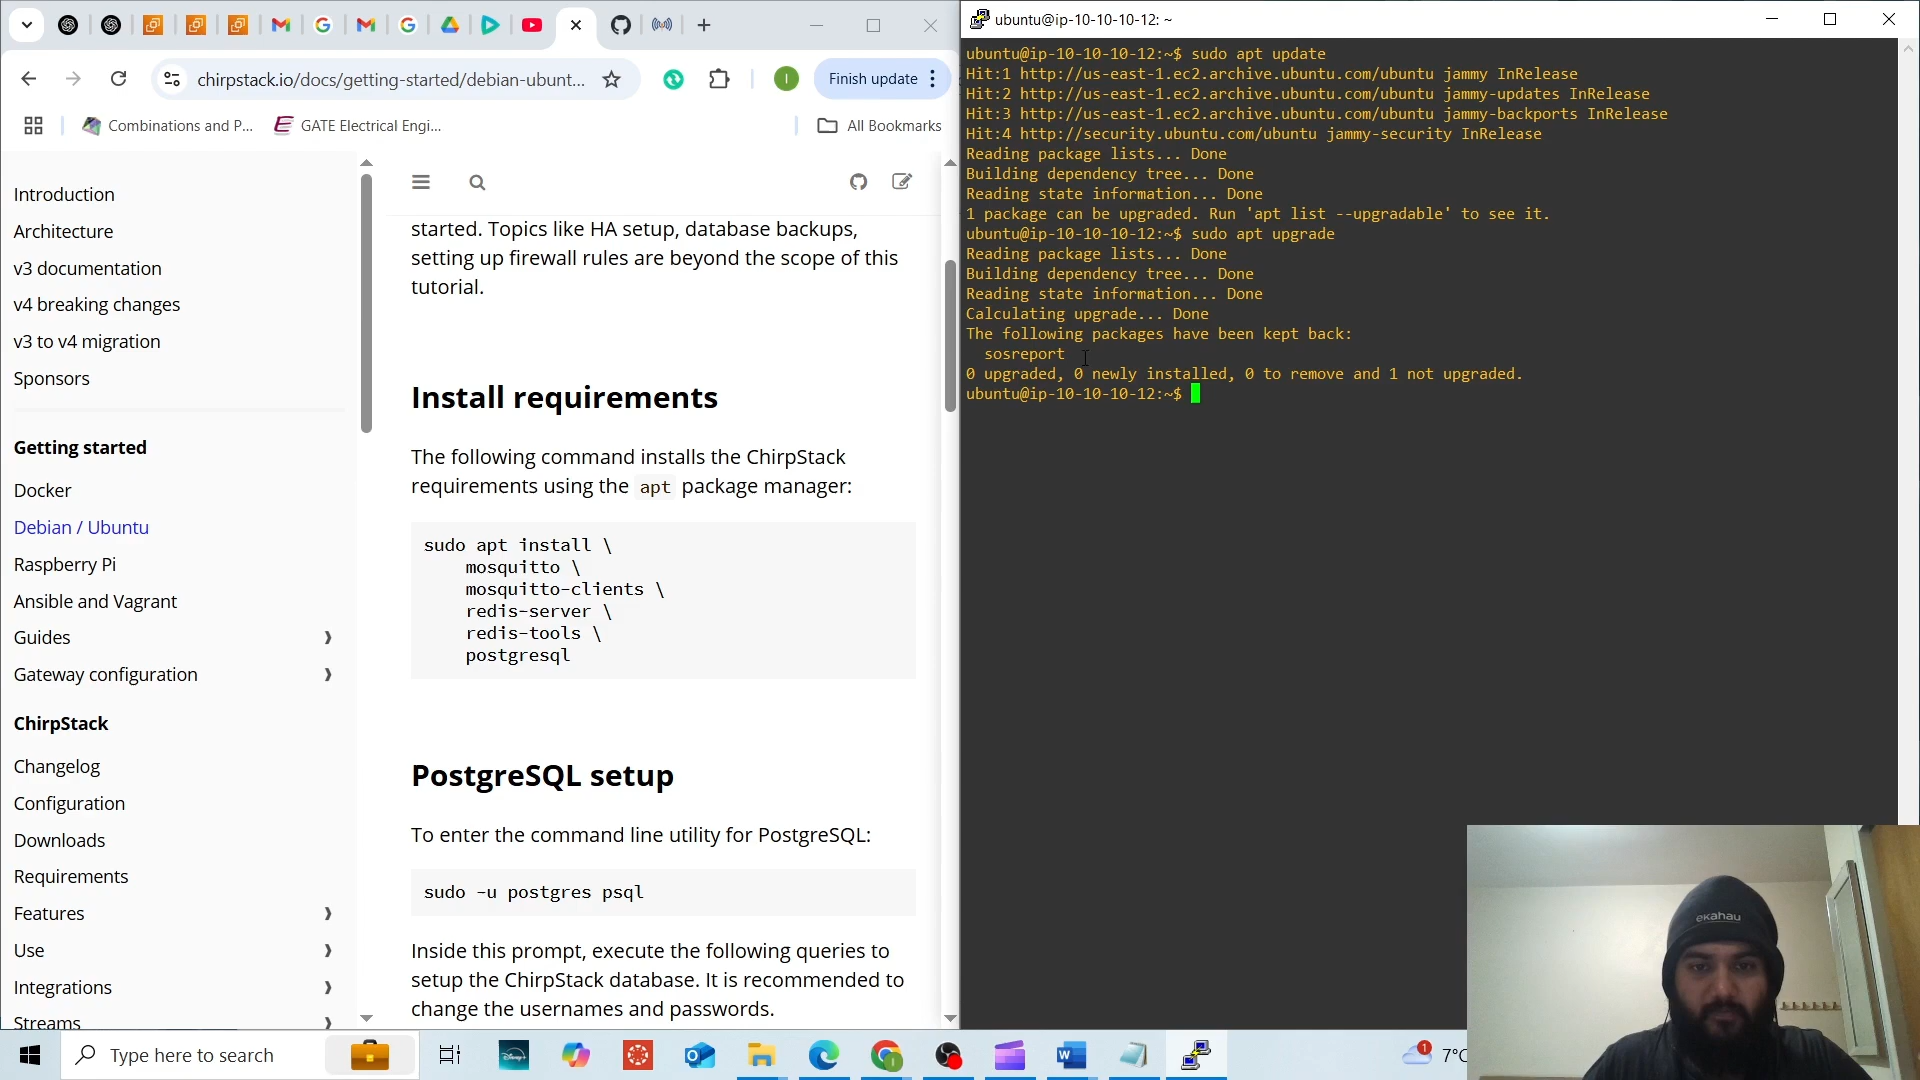 chirpstack.io/docs/getting-started/debian-ubunt...
Finish update
Combinations and P...
GATE Electrical Engi...
All Bookmarks
Introduction
Architecture
v3 documentation
v4 breaking changes
v3 to v4 migration
Sponsors
Getting started
Docker
Debian / Ubuntu
Raspberry Pi
Ansible and Vagrant
Guides
Gateway configuration
ChirpStack
Changelog
Configuration
Downloads
Requirements
Features
Use
Integrations
Streams
started. Topics like HA setup, database backups,
setting up firewall rules are beyond the scope of this
tutorial.
Install requirements
The following command installs the ChirpStack
requirements using the apt package manager:
sudo apt install \
mosquitto \
mosquitto-clients \
redis-server \
redis-tools \
postgresql
PostgreSQL setup
To enter the command line utility for PostgreSQL:
sudo -u postgres psql
Inside this prompt, execute the following queries to
setup the ChirpStack database. It is recommended to
change the usernames and passwords.
ubuntu@ip-10-10-10-12: ~
ubuntu@ip-10-10-10-12:~$ sudo apt update
Hit:1 http://us-east-1.ec2.archive.ubuntu.com/ubuntu jammy InRelease
Hit:2 http://us-east-1.ec2.archive.ubuntu.com/ubuntu jammy-updates InRelease
Hit:3 http://us-east-1.ec2.archive.ubuntu.com/ubuntu jammy-backports InRelease
Hit:4 http://security.ubuntu.com/ubuntu jammy-security InRelease
Reading package lists... Done
Building dependency tree... Done
Reading state information... Done
1 package can be upgraded. Run 'apt list --upgradable' to see it.
ubuntu@ip-10-10-10-12:~$ sudo apt upgrade
Reading package lists... Done
Building dependency tree... Done
Reading state information... Done
Calculating upgrade... Done
The following packages have been kept back:
sosreport
0 upgraded, 0 newly installed, 0 to remove and 1 not upgraded.
ubuntu@ip-10-10-10-12:~$
ekahau
Type here to search
1
7°C